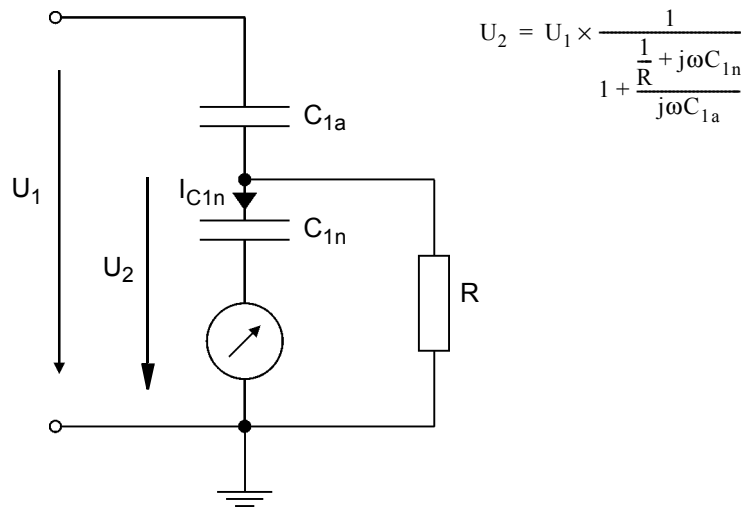 U₂ = U₁ × 1
1/R + jωC₁ₙ
1 +
jωC₁ₐ
C₁ₐ
U₁
I_C1n
C₁ₙ
U₂
R